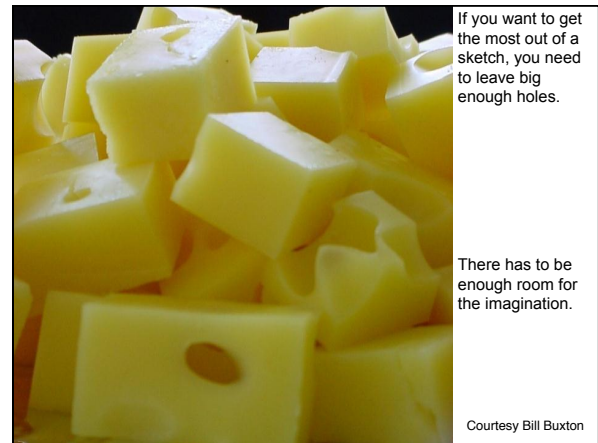 If you want to get
the most out of a
sketch, you need
to leave big
enough holes.
There has to be
enough room for
the imagination.
Courtesy Bill Buxton